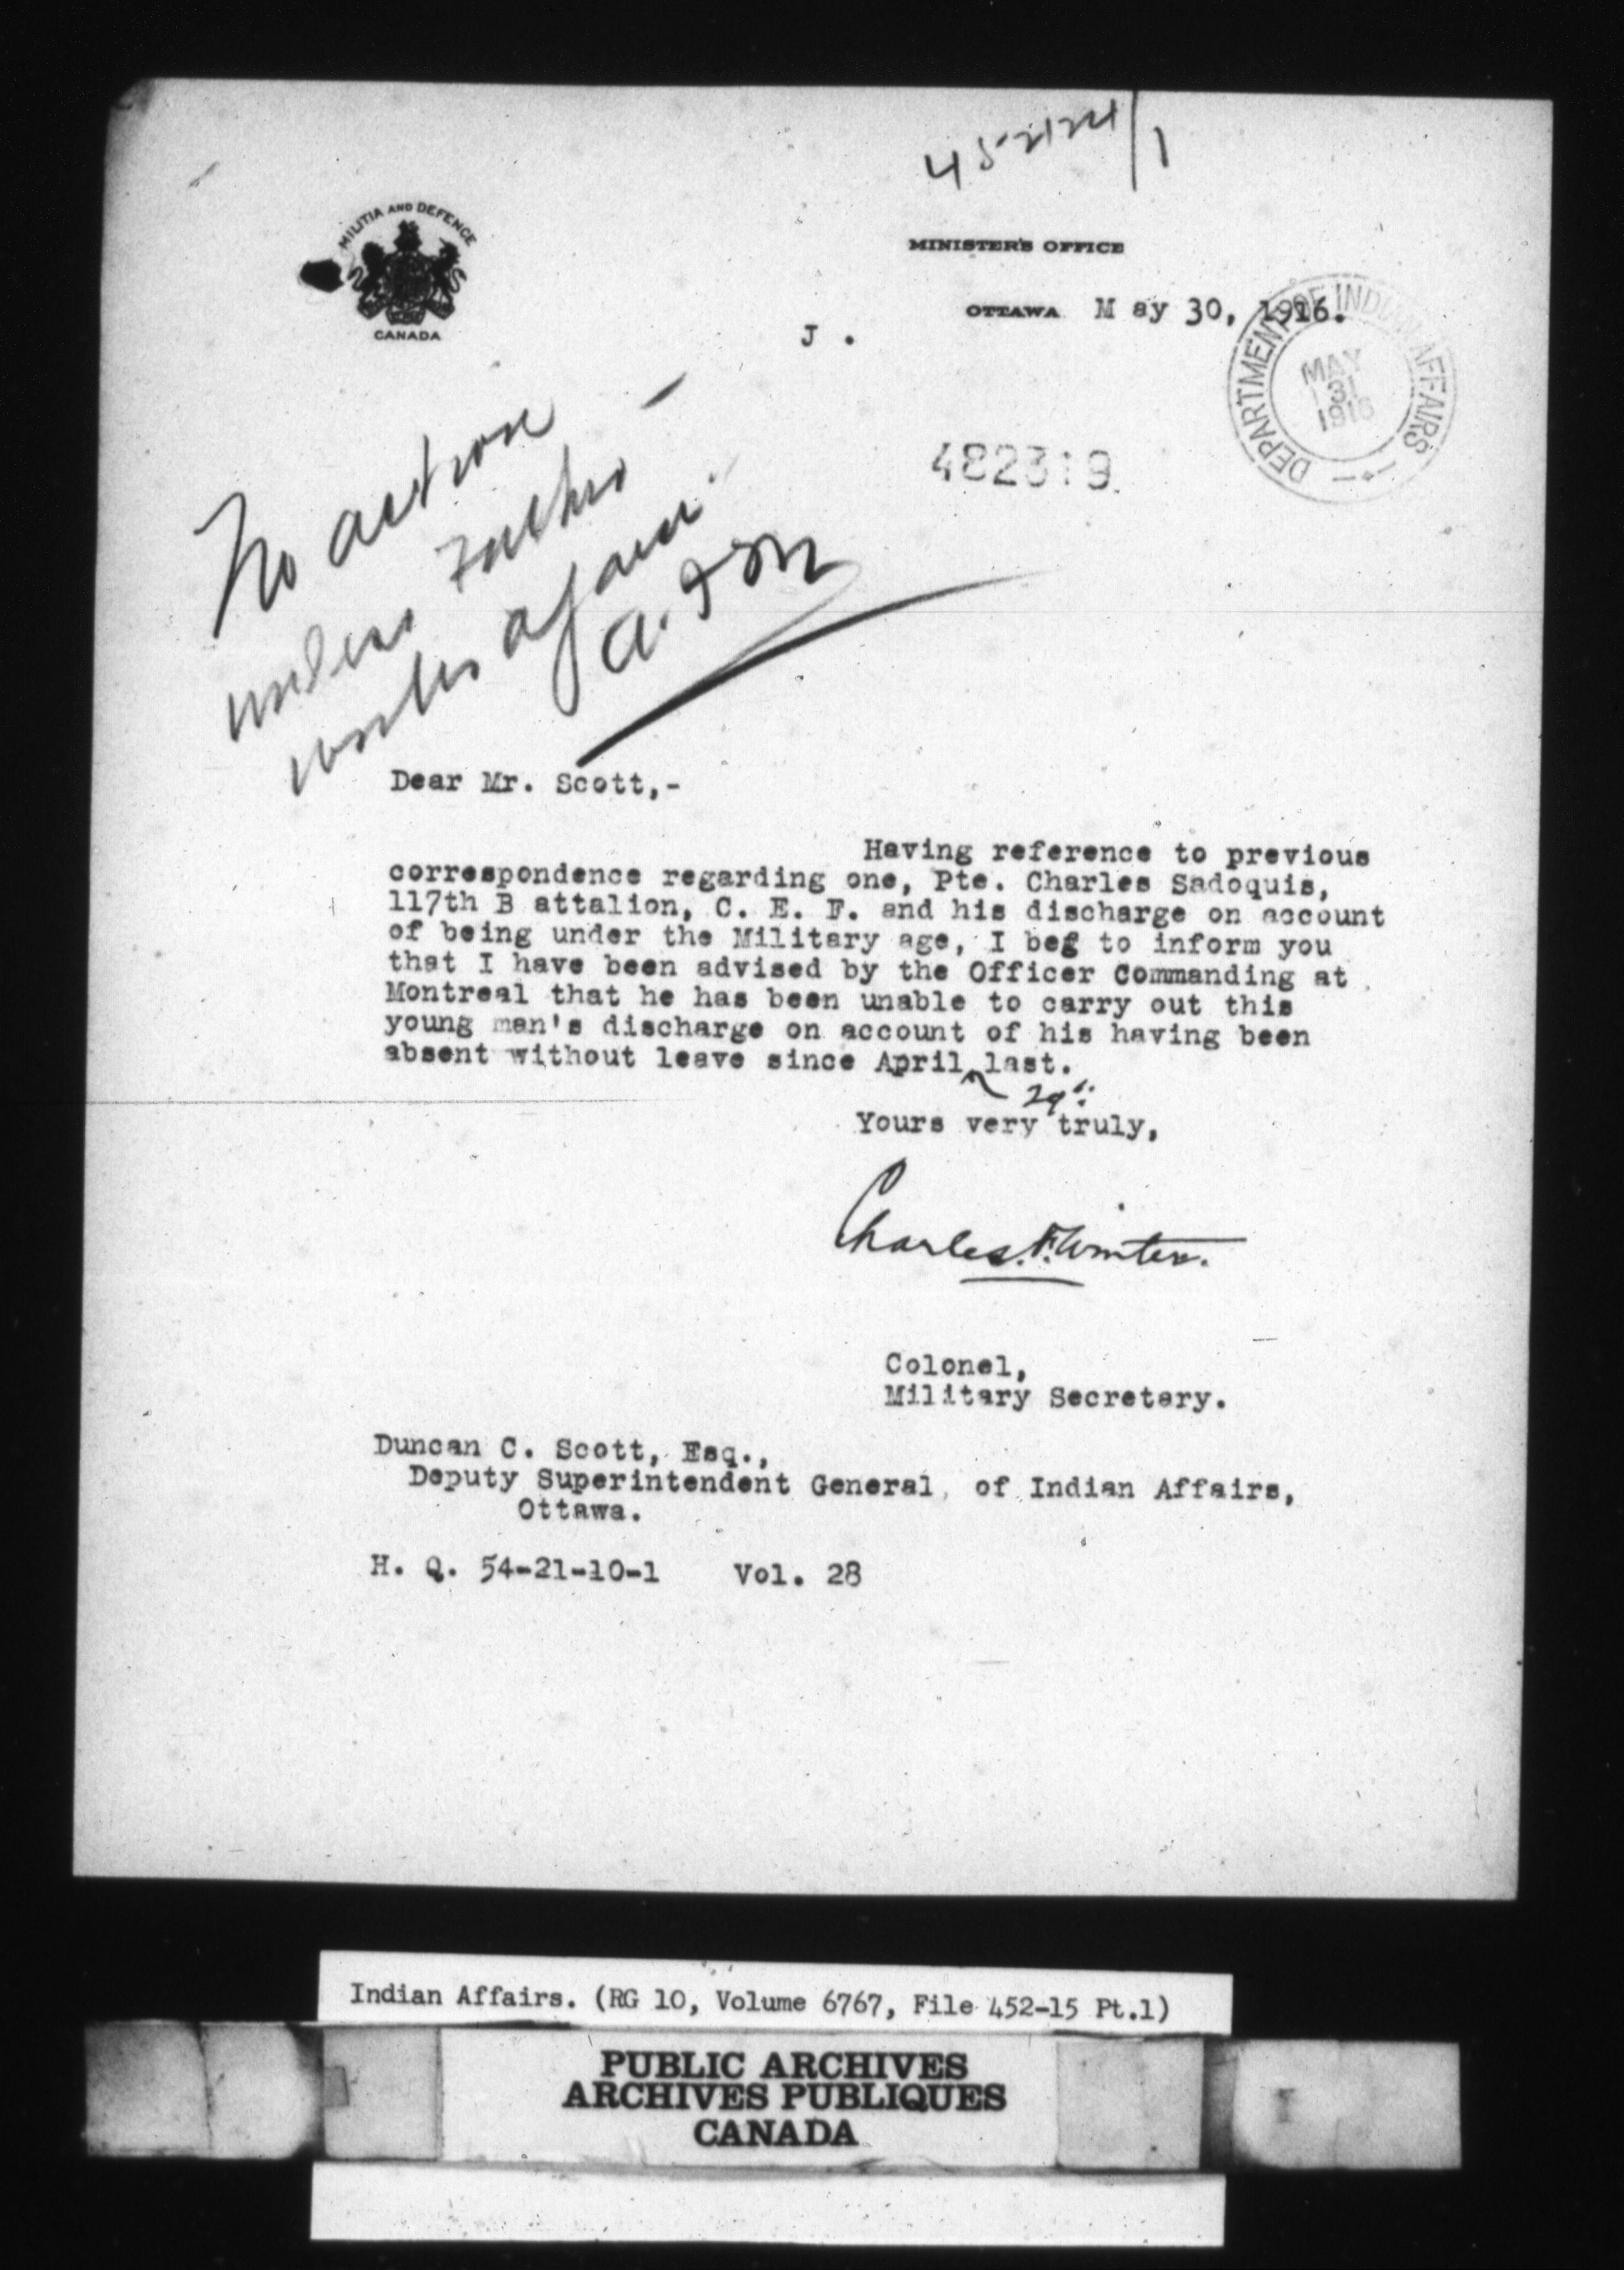 MILITIA AND DEFENCE
CANADA
MINISTER'S OFFICE
OTTAWA M ay 30, 1916.
J .
DEPARTMENT OF INDIAN AFFAIRS
MAY
31
1916
482319
No action
unless father
writes again.
Dear Mr. Scott,-
Having reference to previous
correspondence regarding one, Pte. Charles Sadoquis,
117th B attalion, C. E. F. and his discharge on account
of being under the Military age, I beg to inform you
that I have been advised by the Officer Commanding at
Montreal that he has been unable to carry out this
young man's discharge on account of his having been
absent without leave since April last.
29th
Yours very truly,
Charles. F. Winter.
Colonel,
Military Secretary.
Duncan C. Scott, Esq.,
Deputy Superintendent General of Indian Affairs,
Ottawa.
H. Q. 54-21-10-1 Vol. 28
Indian Affairs. (RG 10, Volume 6767, File 452-15 Pt.1)
PUBLIC ARCHIVES
ARCHIVES PUBLIQUES
CANADA